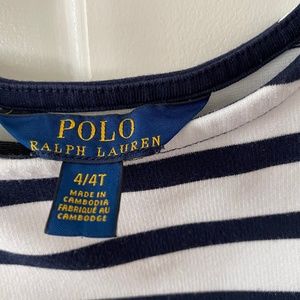 POLO
RALPH LAUREN
4/4T
MADE IN
CAMBODIA
FABRIQUÉ AU
CAMBODGE